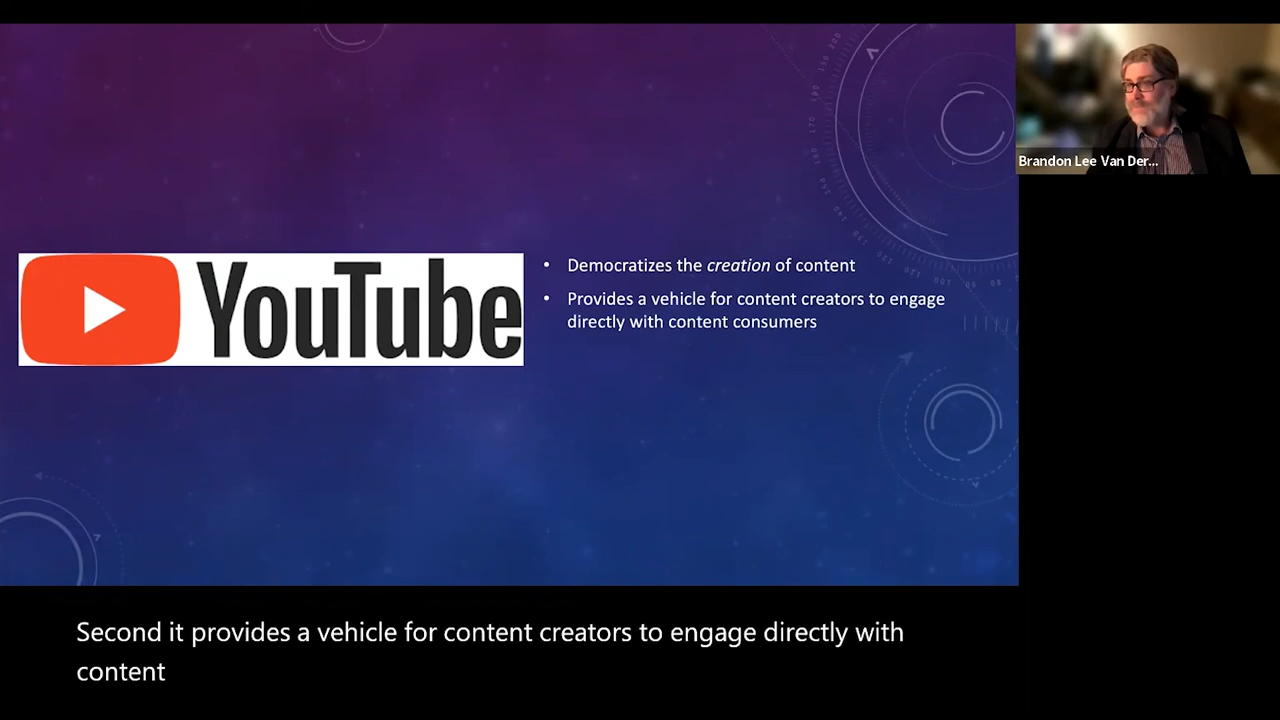 Brandon Lee Van Der...
YouTube
• Democratizes the creation of content
• Provides a vehicle for content creators to engage
directly with content consumers
Second it provides a vehicle for content creators to engage directly with
content